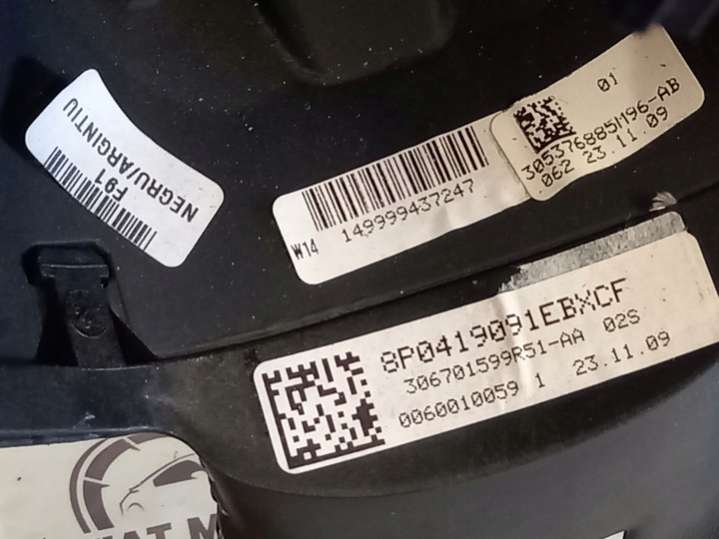 NEGRU/ARGINTIU
F91
01
305376885M96-AB
062 23.11.09
W14 149999437247
8P0419091EBXCF
306701599R51-AA 02S
0060010059 1 23.11.09